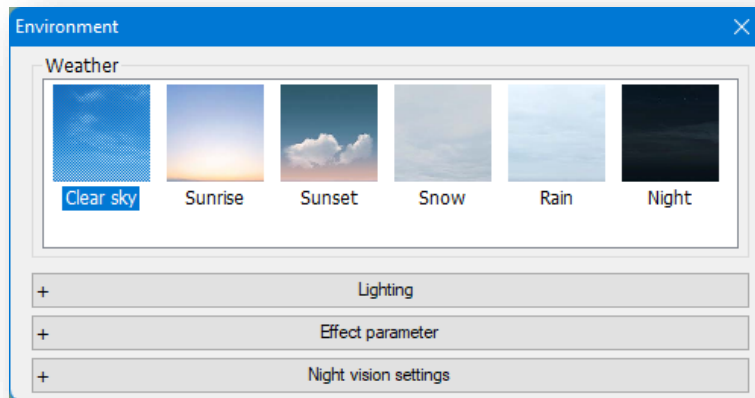 Environment
Weather
Clear sky Sunrise Sunset Snow Rain Night
+ Lighting
+ Effect parameter
+ Night vision settings